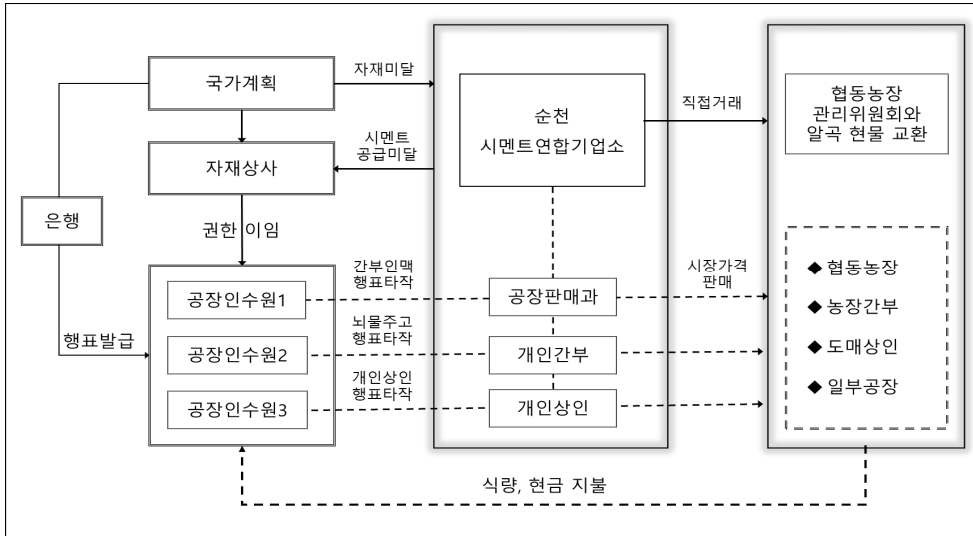 국가계획
자재미달
순천
시멘트연합기업소
직접거래
협동농장
관리위원회와
알곡 현물 교환
시멘트
공급미달
자재상사
은행
권한 이임
간부인맥
행표타작
공장인수원1
공장판매과
시장가격
판매
협동농장
농장간부
도매상인
일부공장
행표발급
뇌물주고
행표타작
공장인수원2
개인간부
개인상인
행표타작
공장인수원3
개인상인
식량, 현금 지불